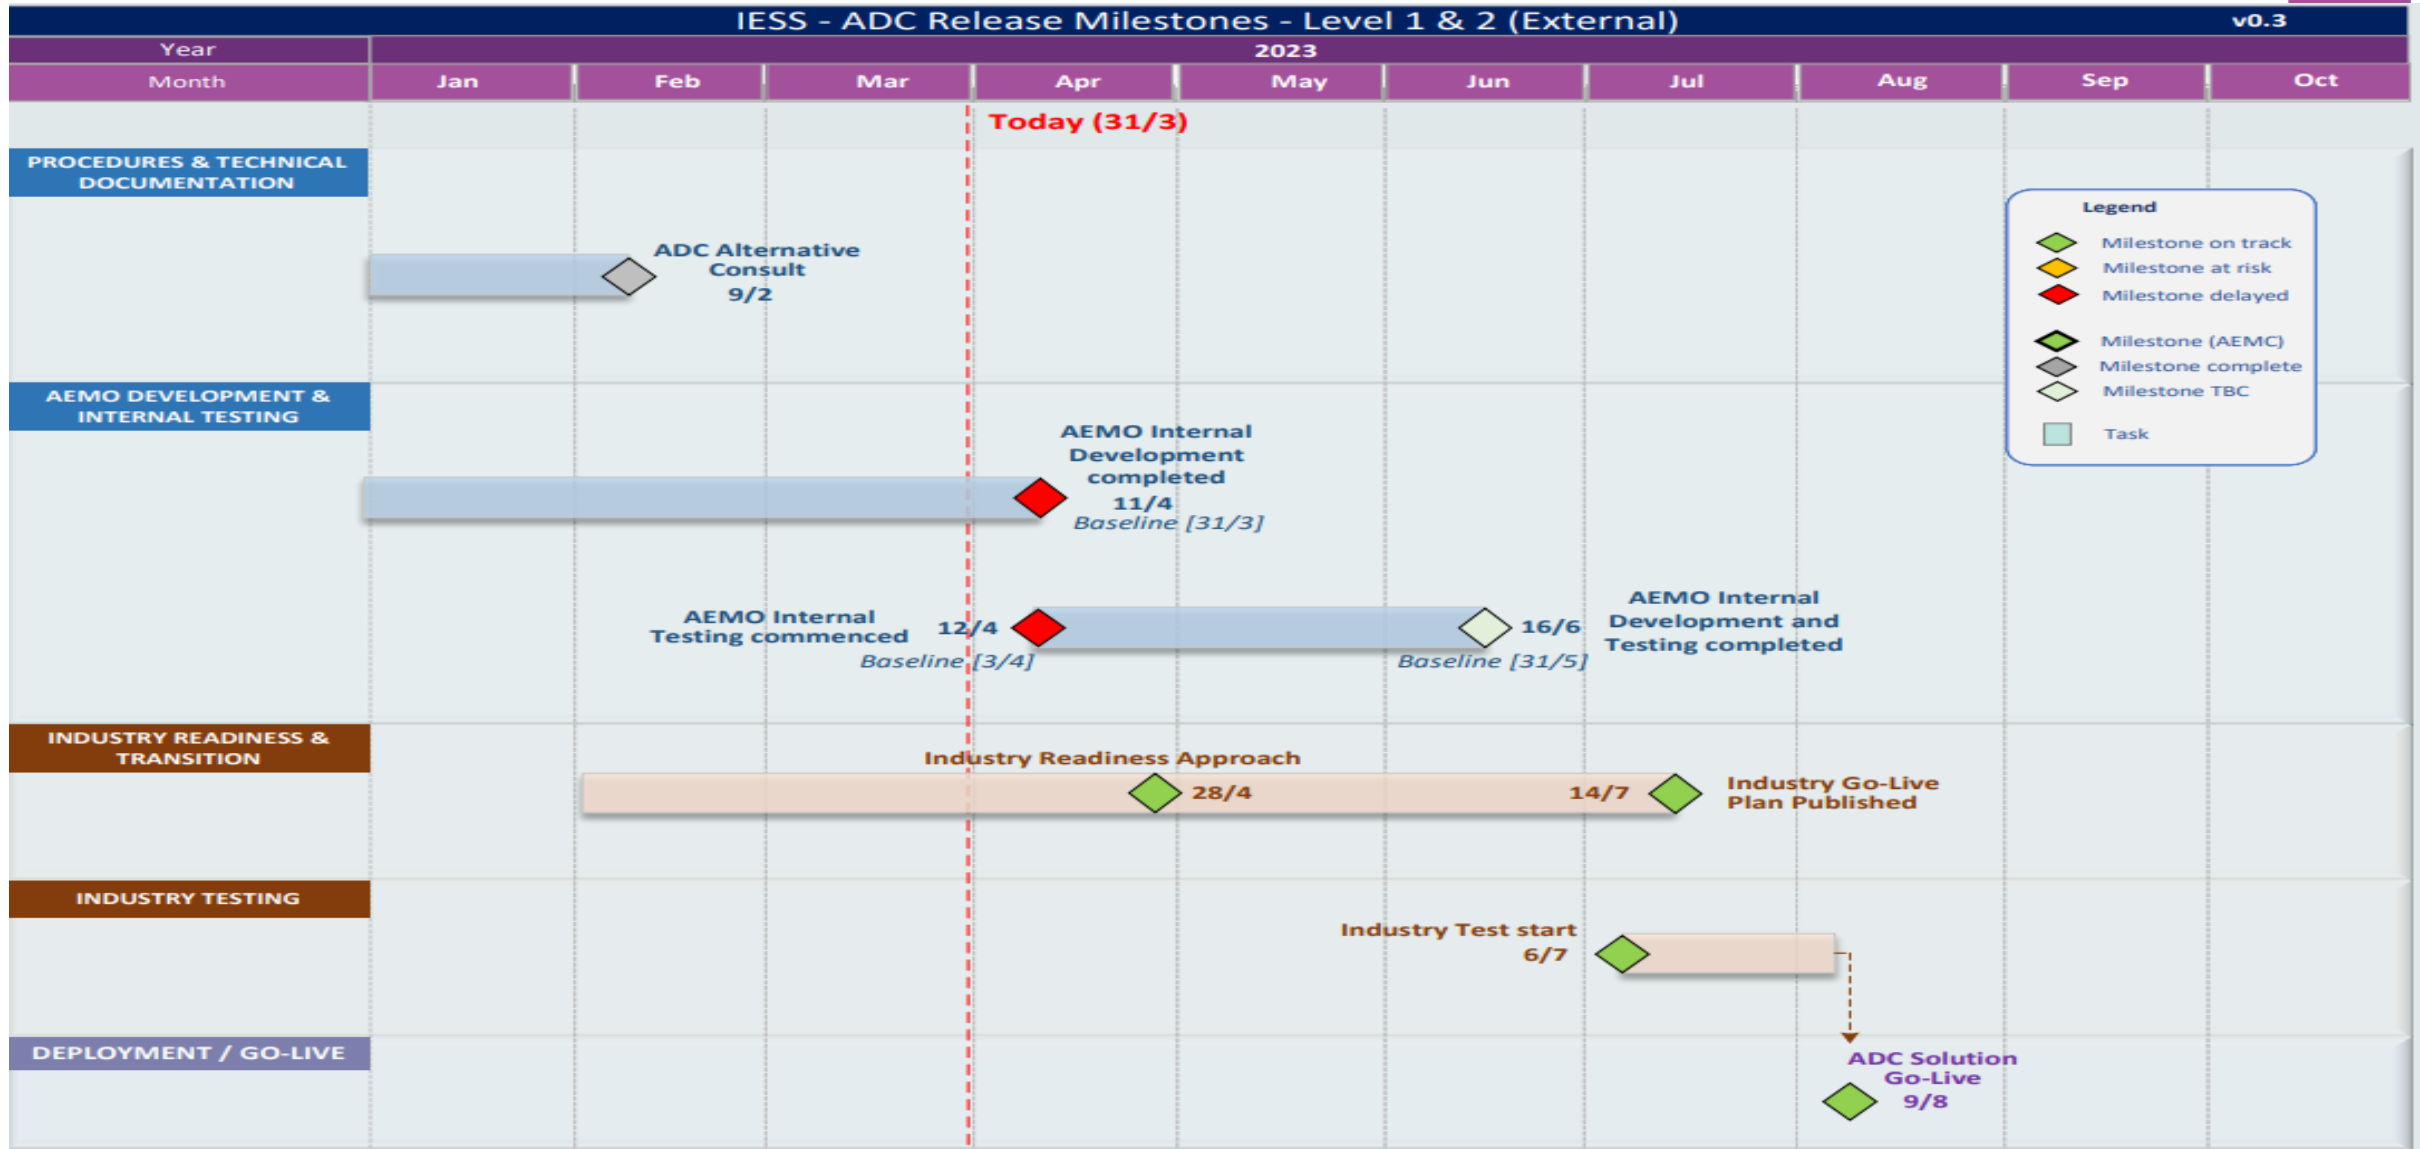 IESS - ADC Release Milestones - Level 1 & 2 (External)
v0.3
Year
2023
Month
Jan
Feb
Mar
Apr
May
Jun
Jul
Aug
Sep
Oct
Today (31/3)
PROCEDURES & TECHNICAL
DOCUMENTATION
ADC Alternative
Consult
9/2
Legend
Milestone on track
Milestone at risk
Milestone delayed
Milestone (AEMC)
Milestone complete
Milestone TBC
Task
AEMO DEVELOPMENT &
INTERNAL TESTING
AEMO Internal
Development
completed
11/4
Baseline [31/3]
AEMO Internal
Testing commenced
12/4
Baseline [3/4]
16/6
Baseline [31/5]
AEMO Internal
Development and
Testing completed
INDUSTRY READINESS &
TRANSITION
Industry Readiness Approach
28/4
14/7
Industry Go-Live
Plan Published
INDUSTRY TESTING
Industry Test start
6/7
DEPLOYMENT / GO-LIVE
ADC Solution
Go-Live
9/8